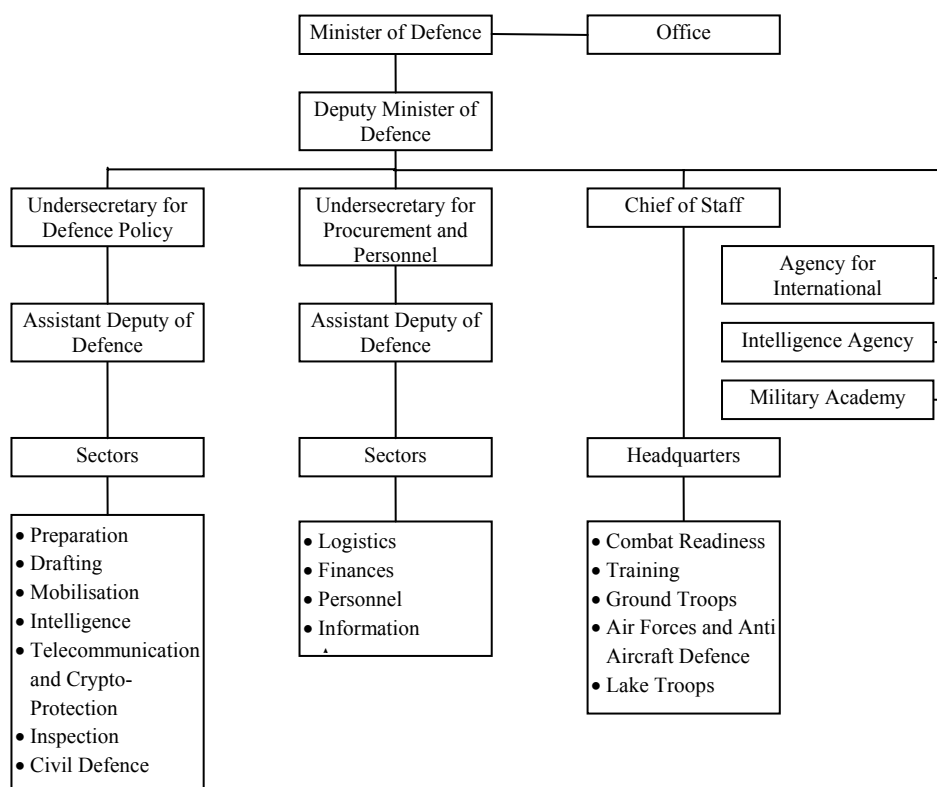 Minister of Defence
Office
Deputy Minister of
Defence
Undersecretary for
Defence Policy
Undersecretary for
Procurement and
Personnel
Chief of Staff
Agency for
International
Intelligence Agency
Military Academy
Assistant Deputy of
Defence
Assistant Deputy of
Defence
Sectors
Sectors
Headquarters
• Preparation
• Drafting
• Mobilisation
• Intelligence
• Telecommunication
and Crypto-
Protection
• Inspection
• Civil Defence
• Logistics
• Finances
• Personnel
• Information
• Combat Readiness
• Training
• Ground Troops
• Air Forces and Anti
Aircraft Defence
• Lake Troops